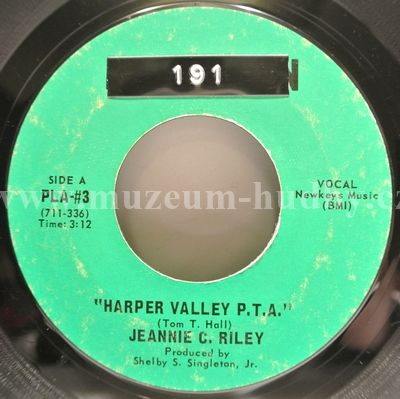 191
SIDE A
PLA-#3
(711-336)
Time: 3:12
VOCAL
Newkeys Music
(BMI)
www.muzeum-hudby.cz
"HARPER VALLEY P.T.A."
(Tom T. Hall)
JEANNIE C. RILEY
Produced by
Shelby S. Singleton, Jr.